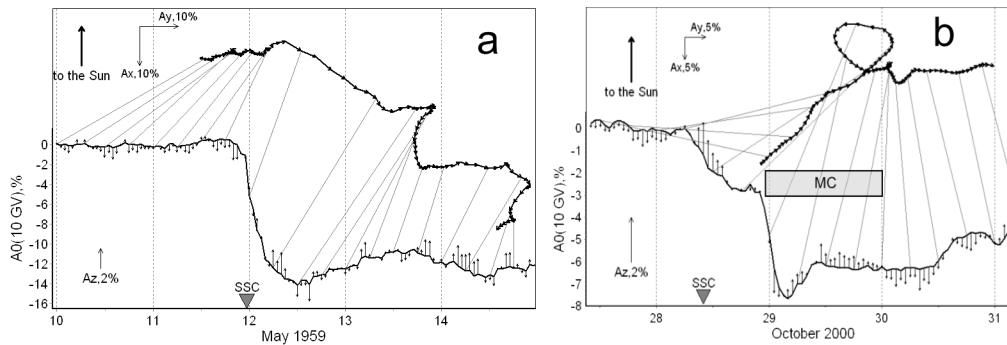 a
Ay,10%
Ax,10%
to the Sun
A0(10 GV),%
0
-2
-4
-6
-8
-10
-12
-14
-16
Az,2%
SSC
10
11
12
13
14
May 1959
b
Ay,5%
Ax,5%
to the Sun
A0(10 GV),%
0
-1
-2
-3
-4
-5
-6
-7
-8
MC
Az,2%
SSC
28
29
30
31
October 2000